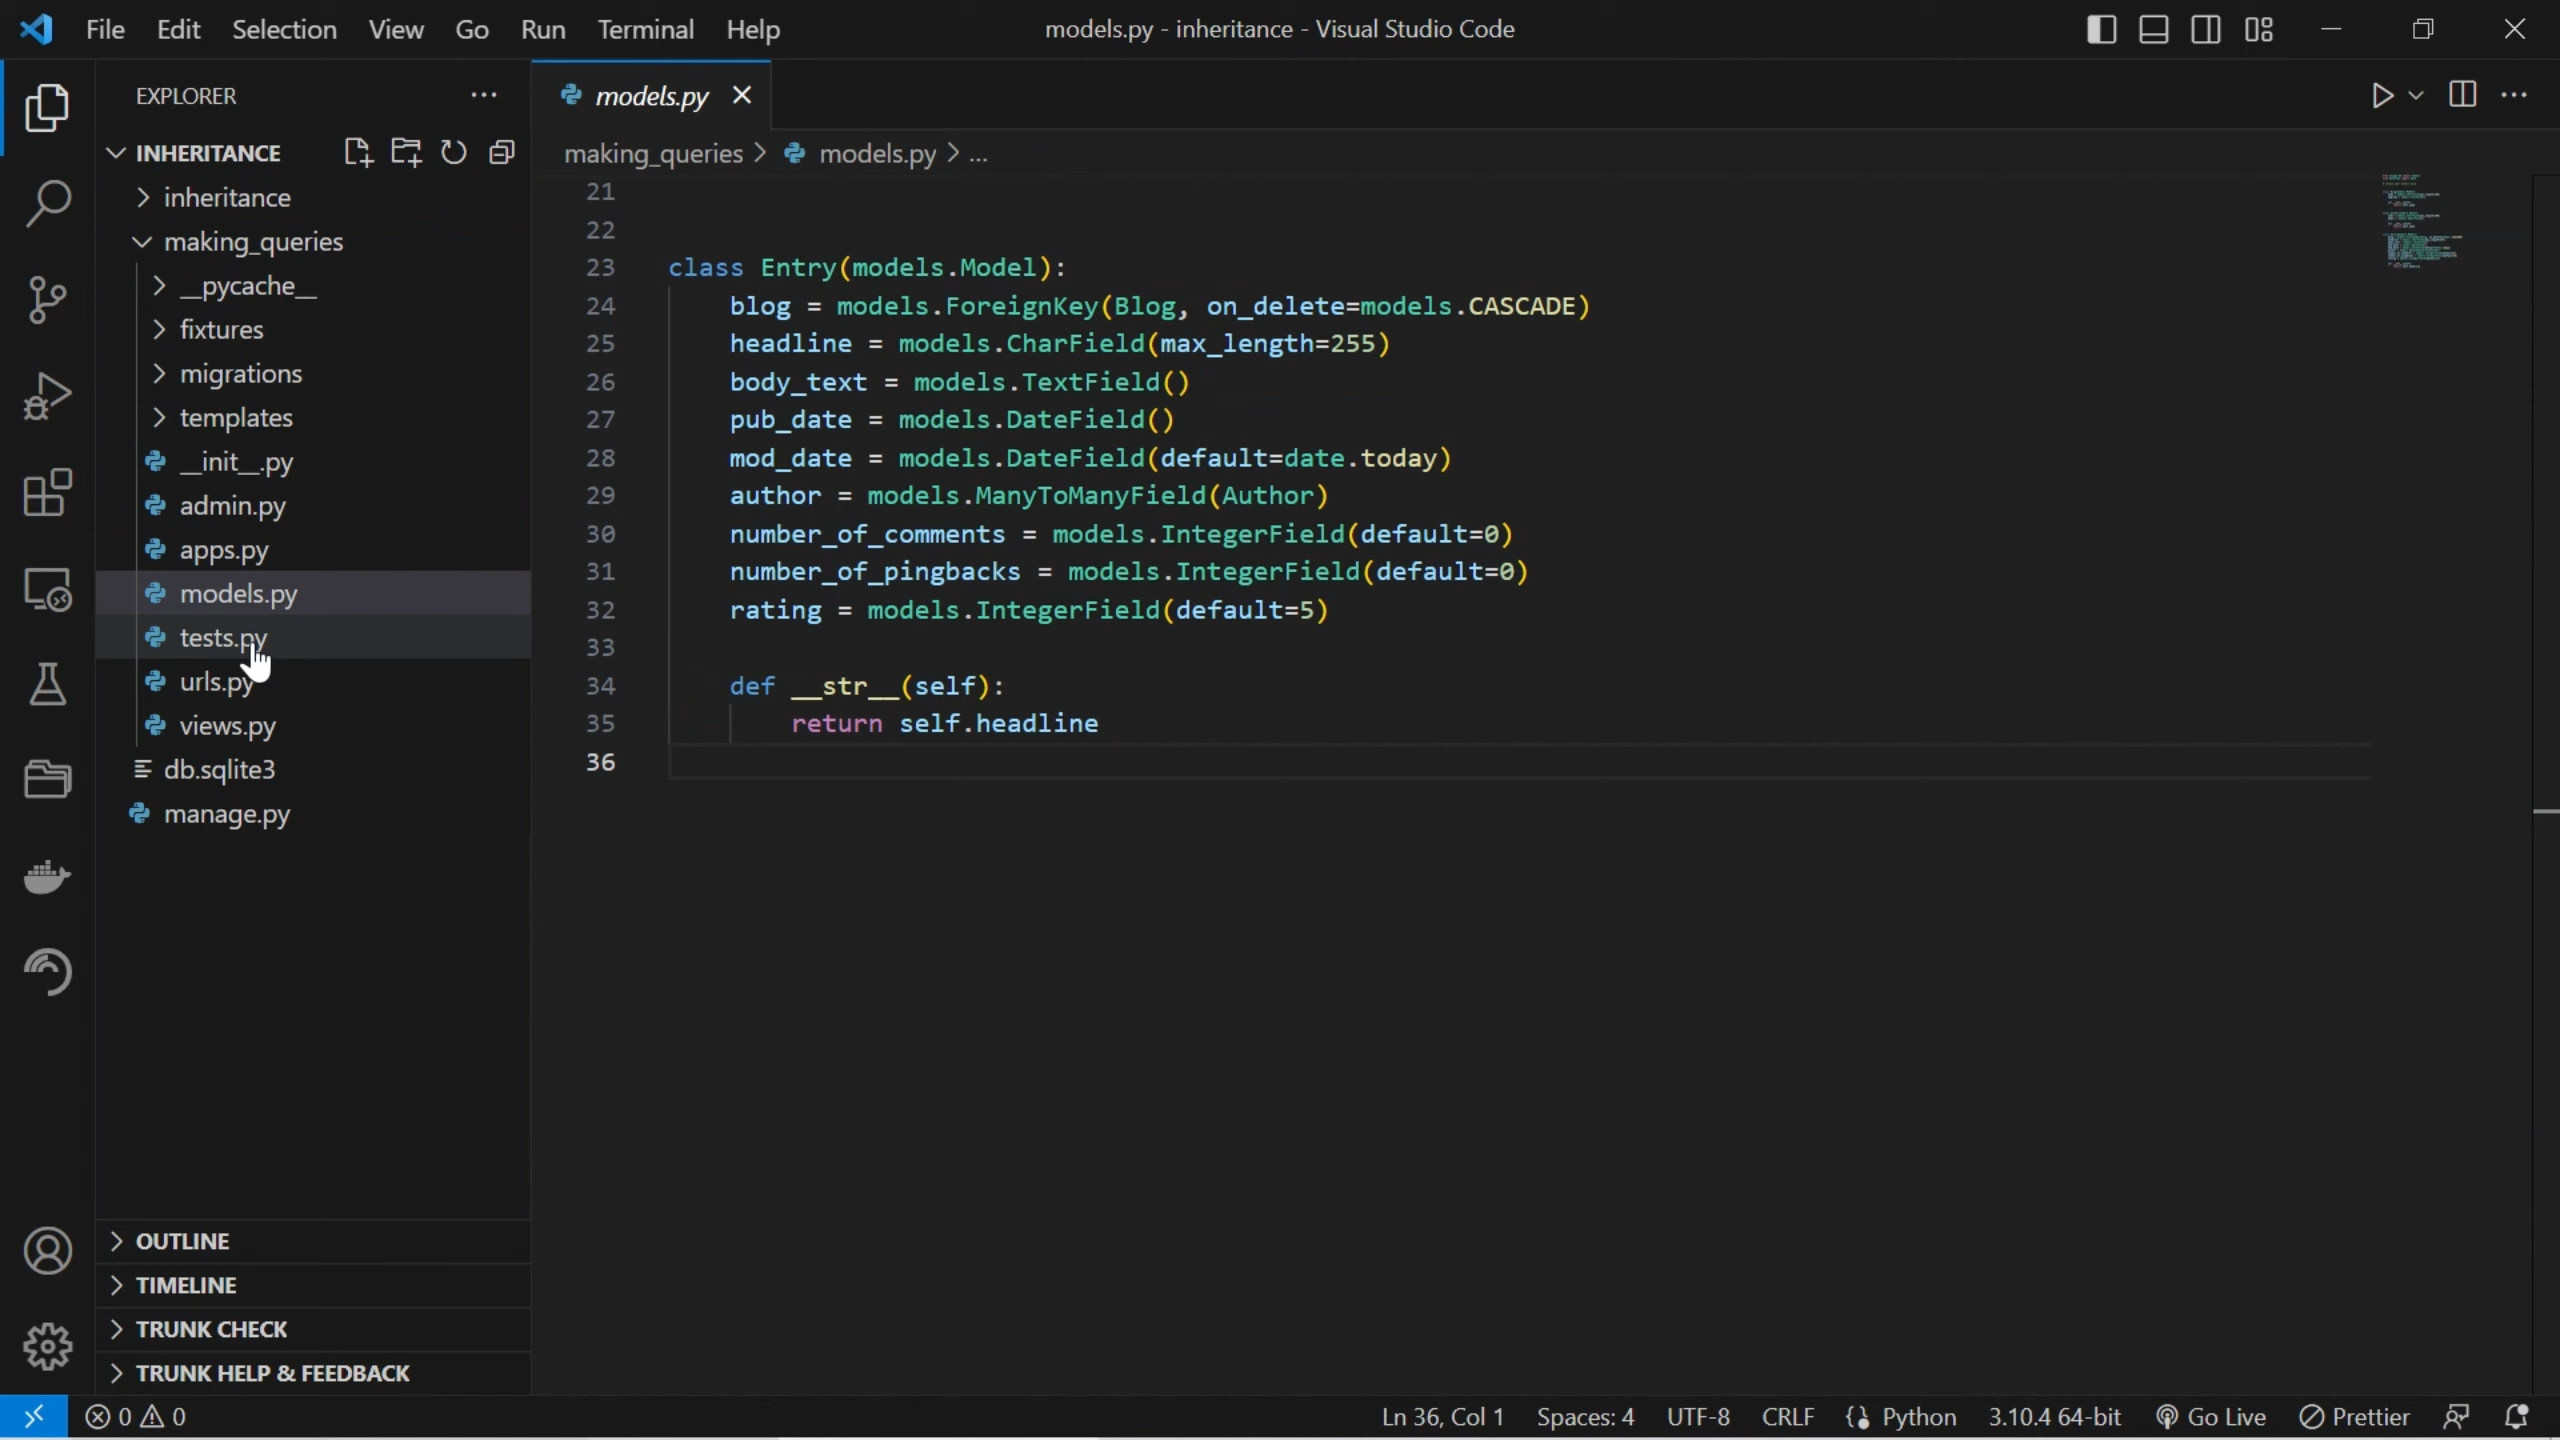 File Edit Selection View Go Run Terminal Help models.py - inheritance - Visual Studio Code
EXPLORER
INHERITANCE
inheritance
making_queries
__pycache__
fixtures
migrations
templates
__init__.py
admin.py
apps.py
models.py
tests.py
urls.py
views.py
db.sqlite3
manage.py
OUTLINE
TIMELINE
TRUNK CHECK
TRUNK HELP & FEEDBACK
models.py
making_queries > models.py > ...
21
22
23 class Entry(models.Model):
24     blog = models.ForeignKey(Blog, on_delete=models.CASCADE)
25     headline = models.CharField(max_length=255)
26     body_text = models.TextField()
27     pub_date = models.DateField()
28     mod_date = models.DateField(default=date.today)
29     author = models.ManyToManyField(Author)
30     number_of_comments = models.IntegerField(default=0)
31     number_of_pingbacks = models.IntegerField(default=0)
32     rating = models.IntegerField(default=5)
33
34     def __str__(self):
35         return self.headline
36
0 0 Ln 36, Col 1 Spaces: 4 UTF-8 CRLF Python 3.10.4 64-bit Go Live Prettier